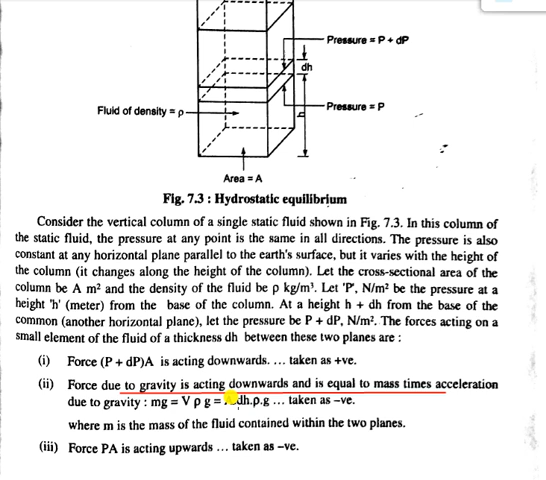 Pressure = P + dP
dh
Fluid of density = ρ
Pressure = P
h
Area = A
Fig. 7.3 : Hydrostatic equilibrium
Consider the vertical column of a single static fluid shown in Fig. 7.3. In this column of
the static fluid, the pressure at any point is the same in all directions. The pressure is also
constant at any horizontal plane parallel to the earth's surface, but it varies with the height of
the column (it changes along the height of the column). Let the cross-sectional area of the
column be A m² and the density of the fluid be ρ kg/m³. Let 'P', N/m² be the pressure at a
height 'h' (meter) from the base of the column. At a height h + dh from the base of the
common (another horizontal plane), let the pressure be P + dP, N/m². The forces acting on a
small element of the fluid of a thickness dh between these two planes are :
(i) Force (P + dP)A is acting downwards. ... taken as +ve.
(ii) Force due to gravity is acting downwards and is equal to mass times acceleration
due to gravity : mg = V ρ g = dh.ρ.g ... taken as –ve.
where m is the mass of the fluid contained within the two planes.
(iii) Force PA is acting upwards ... taken as –ve.